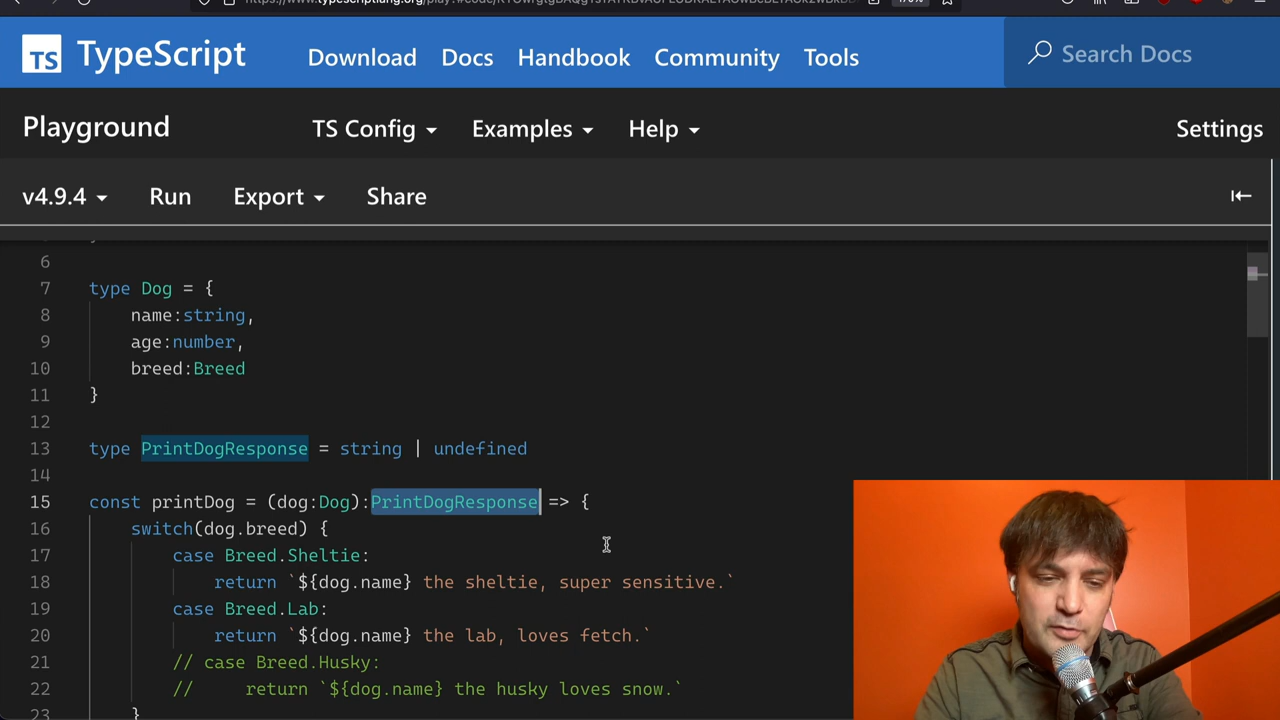 TS TypeScript Download Docs Handbook Community Tools Search Docs
Playground TS Config Examples Help Settings
v4.9.4 Run Export Share
6
7 type Dog = {
8 name:string,
9 age:number,
10 breed:Breed
11 }
12
13 type PrintDogResponse = string | undefined
14
15 const printDog = (dog:Dog):PrintDogResponse => {
16 switch(dog.breed) {
17 case Breed.Sheltie:
18 return `${dog.name} the sheltie, super sensitive.`
19 case Breed.Lab:
20 return `${dog.name} the lab, loves fetch.`
21 // case Breed.Husky:
22 // return `${dog.name} the husky loves snow.`
23 }